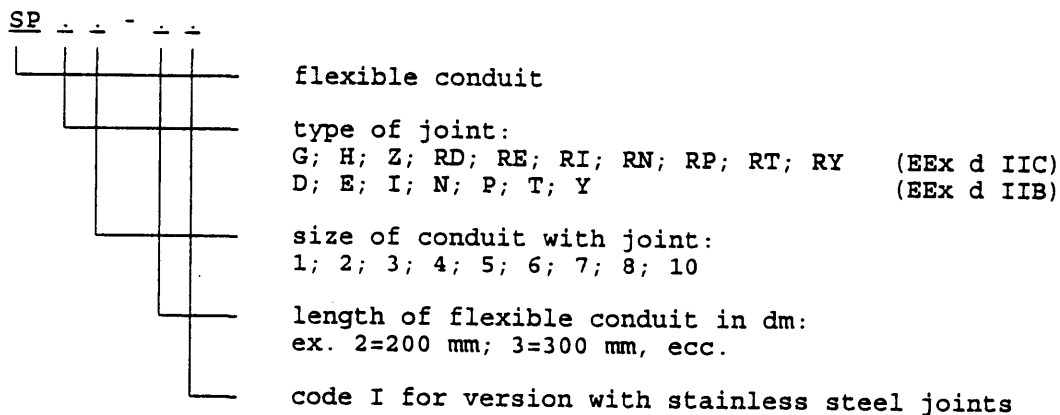 SP . . - . .
flexible conduit
type of joint:
G; H; Z; RD; RE; RI; RN; RP; RT; RY (EEx d IIC)
D; E; I; N; P; T; Y (EEx d IIB)
size of conduit with joint:
1; 2; 3; 4; 5; 6; 7; 8; 10
length of flexible conduit in dm:
ex. 2=200 mm; 3=300 mm, ecc.
code I for version with stainless steel joints